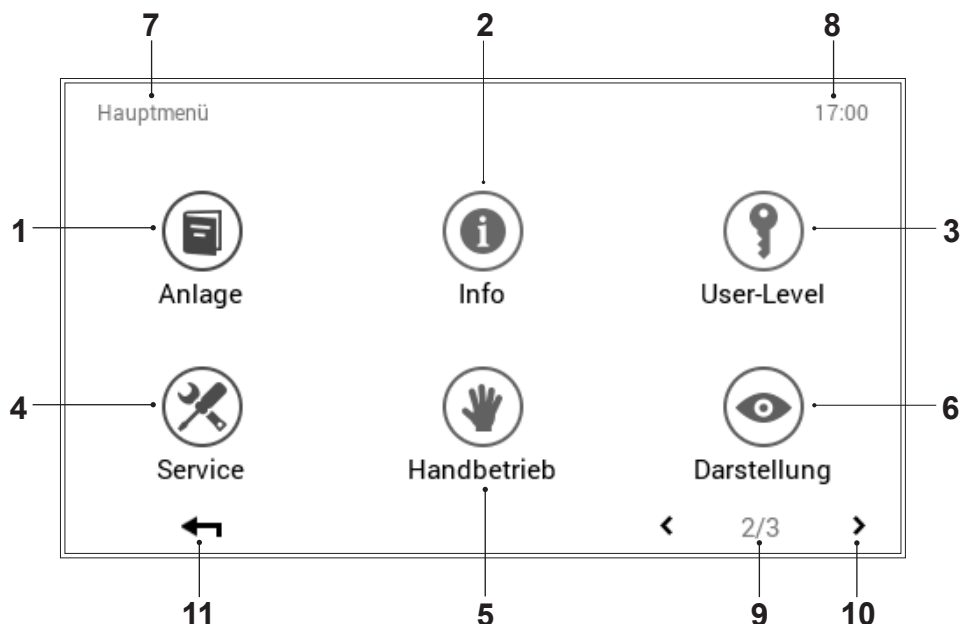 7 2 8
Hauptmenü 17:00
1 3
Anlage Info User-Level
4 6
Service Handbetrieb Darstellung
2/3
11 5 9 10